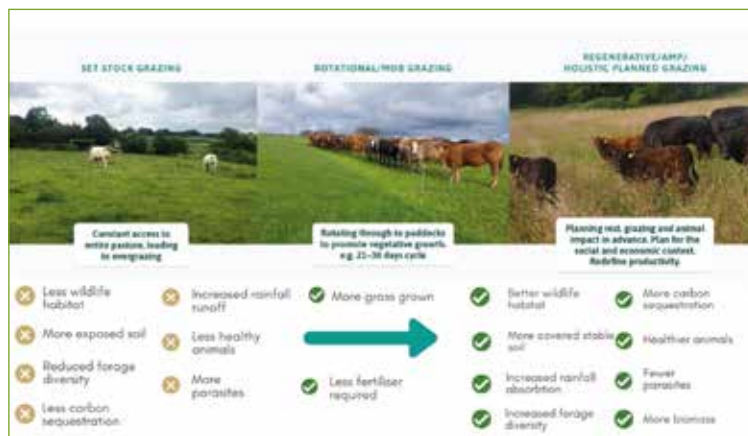 SET STOCK GRAZING
Constant access to
entire pasture, leading
to overgrazing
Less wildlife
habitat
More exposed soil
Reduced forage
diversity
Less carbon
sequestration
Increased rainfall
runoff
Less healthy
animals
More
parasites
ROTATIONAL/MOB GRAZING
Rotating through to paddocks
to promote vegetative growth.
e.g. 21-30 days cycle
More grass grown
Less fertiliser
required
REGENERATIVE/AMP/
HOLISTIC PLANNED GRAZING
Planning rest, grazing and animal
impact in advance. Plan for the
social and economic context.
Redefine productivity.
Better wildlife
habitat
More covered stable
soil
Increased rainfall
absorbtion
Increased forage
diversity
More carbon
sequestration
Healthier animals
Fewer
parasites
More biomass